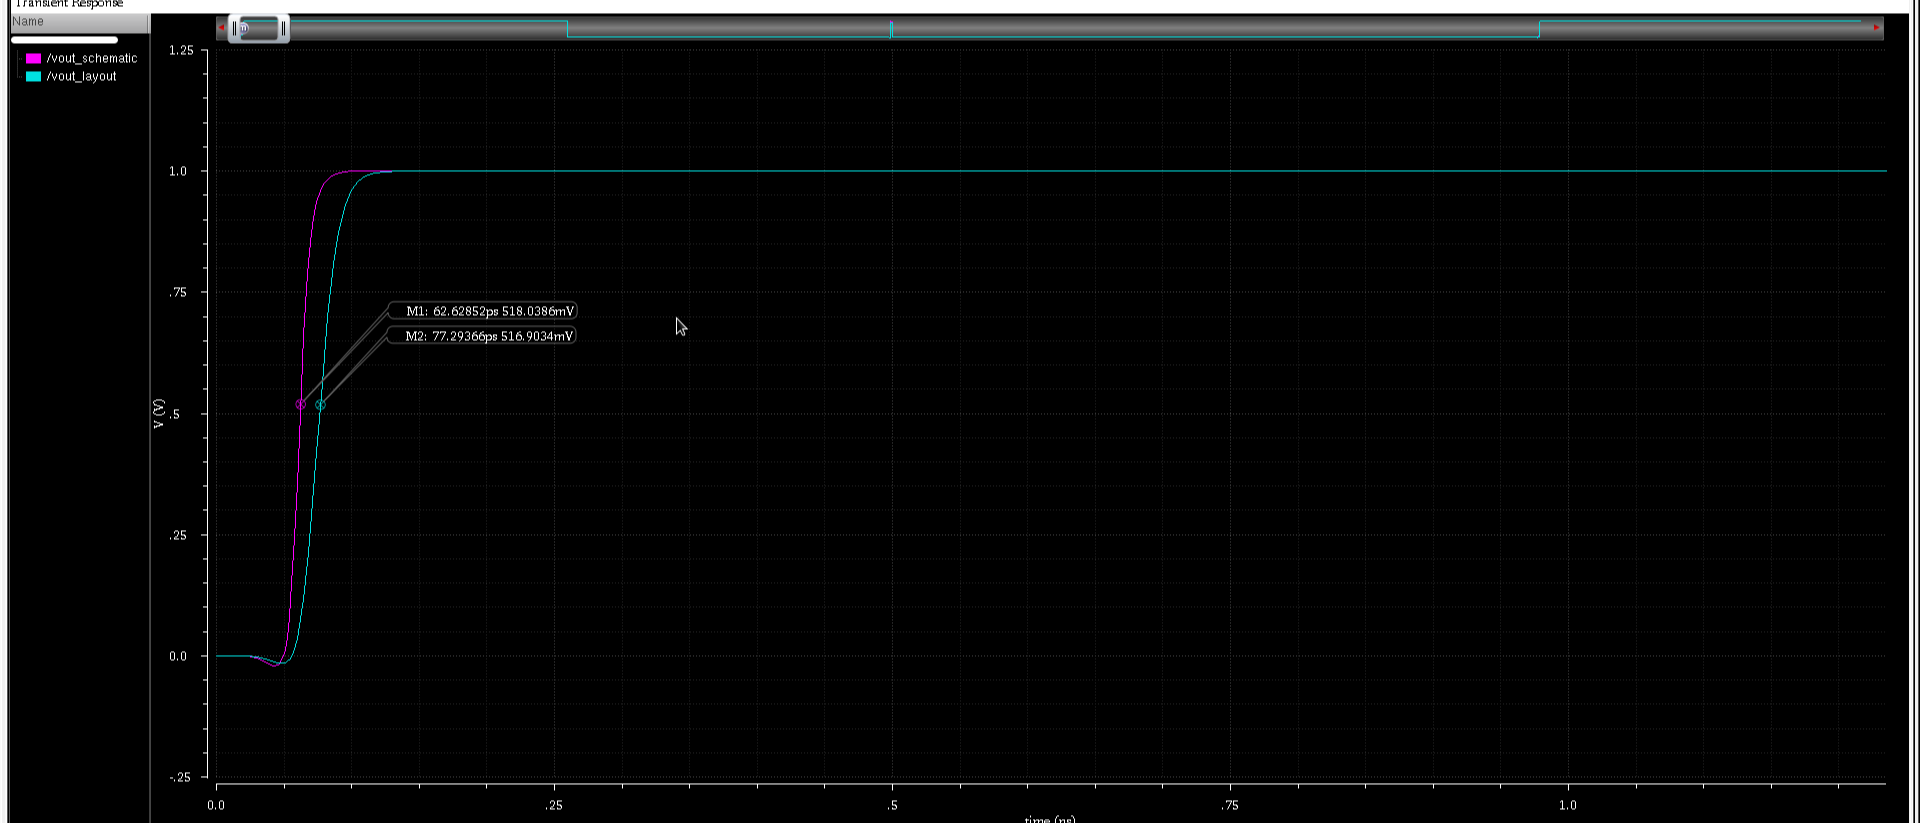 Transient Response
Name
/vout_schematic
/vout_layout
1.25
1.0
.75
M1: 62.62852ps 518.0386mV
M2: 77.29366ps 516.9034mV
V (V)
.5
.25
0.0
-.25
0.0 .25 .5 .75 1.0
time (ns)